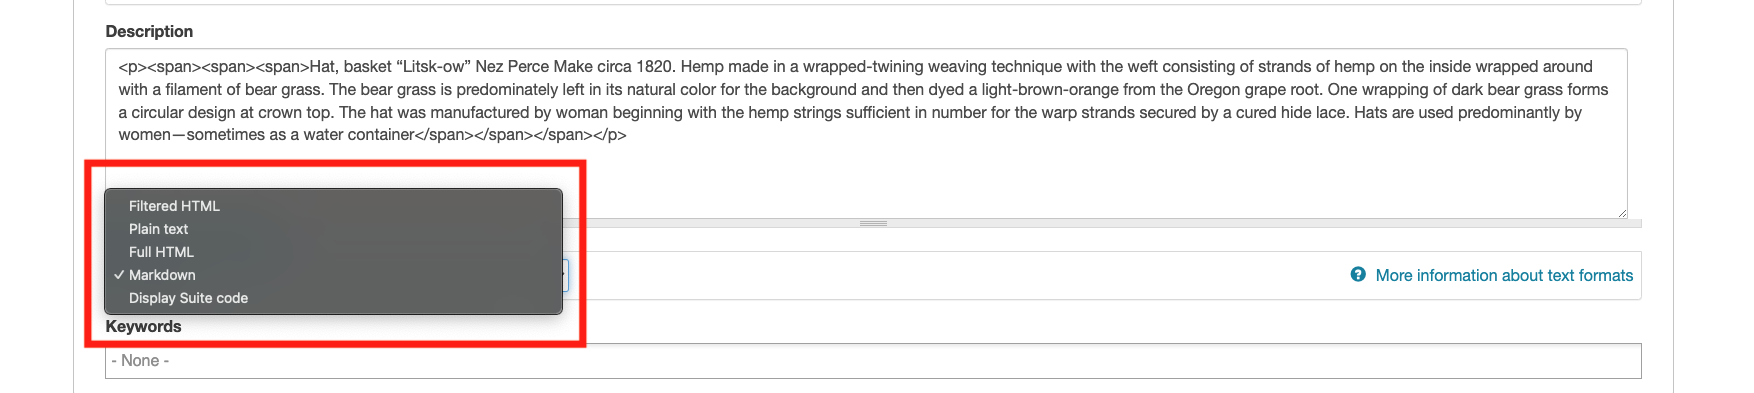 Description
<p><span><span><span>Hat, basket “Litsk-ow” Nez Perce Make circa 1820. Hemp made in a wrapped-twining weaving technique with the weft consisting of strands of hemp on the inside wrapped around
with a filament of bear grass. The bear grass is predominately left in its natural color for the background and then dyed a light-brown-orange from the Oregon grape root. One wrapping of dark bear grass forms
a circular design at crown top. The hat was manufactured by woman beginning with the hemp strings sufficient in number for the warp strands secured by a cured hide lace. Hats are used predominantly by
women—sometimes as a water container</span></span></span></p>
Filtered HTML
Plain text
Full HTML
✓ Markdown
Display Suite code
More information about text formats
Keywords
- None -